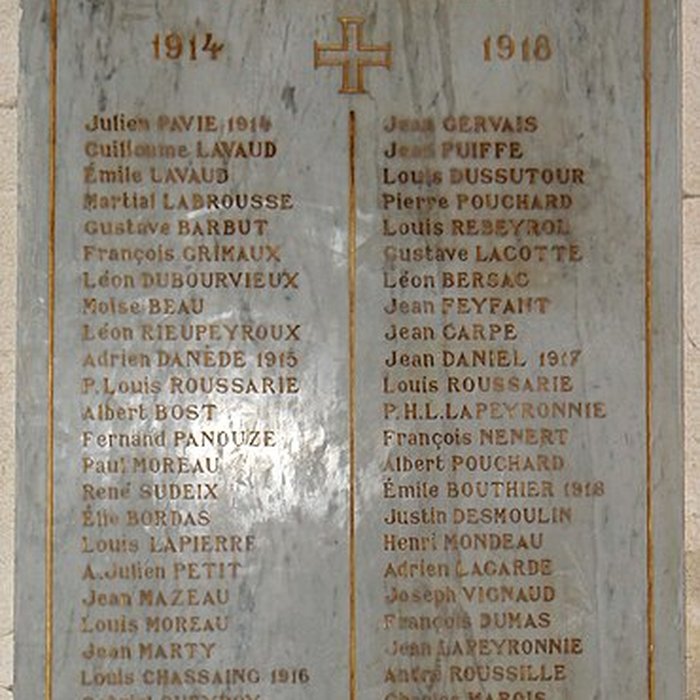 1914 1918
Julien PAVIE 1914
Guillaume LAVAUD
Émile LAVAUD
Martial LABROUSSE
Gustave BARBUT
François GRIMAUX
Léon DUBOURVIEUX
Moïse BEAU
Léon RIEUPEYROUX
Adrien DANÈDE 1915
P. Louis ROUSSARIE
Albert BOST
Fernand PANOUZE
Paul MOREAU
René SUDEIX
Élie BORDAS
Louis LAPIERRE
A. Julien PETIT
Jean MAZEAU
Louis MOREAU
Jean MARTY
Louis CHASSAING 1916
Jean GERVAIS
Jean PUIFFE
Louis DUSSUTOUR
Pierre POUCHARD
Louis REBEYROL
Gustave LACOTTE
Léon BERSAC
Jean FEYFANT
Jean CARPE
Jean DANIEL 1917
Louis ROUSSARIE
P.H.L. LAPEYRONNIE
François NENERT
Albert POUCHARD
Émile BOUTHIER 1918
Justin DESMOULIN
Henri MONDEAU
Adrien LAGARDE
Joseph VIGNAUD
François DUMAS
Jean LAPEYRONNIE
André ROUSSILLE
Charles MAROIS